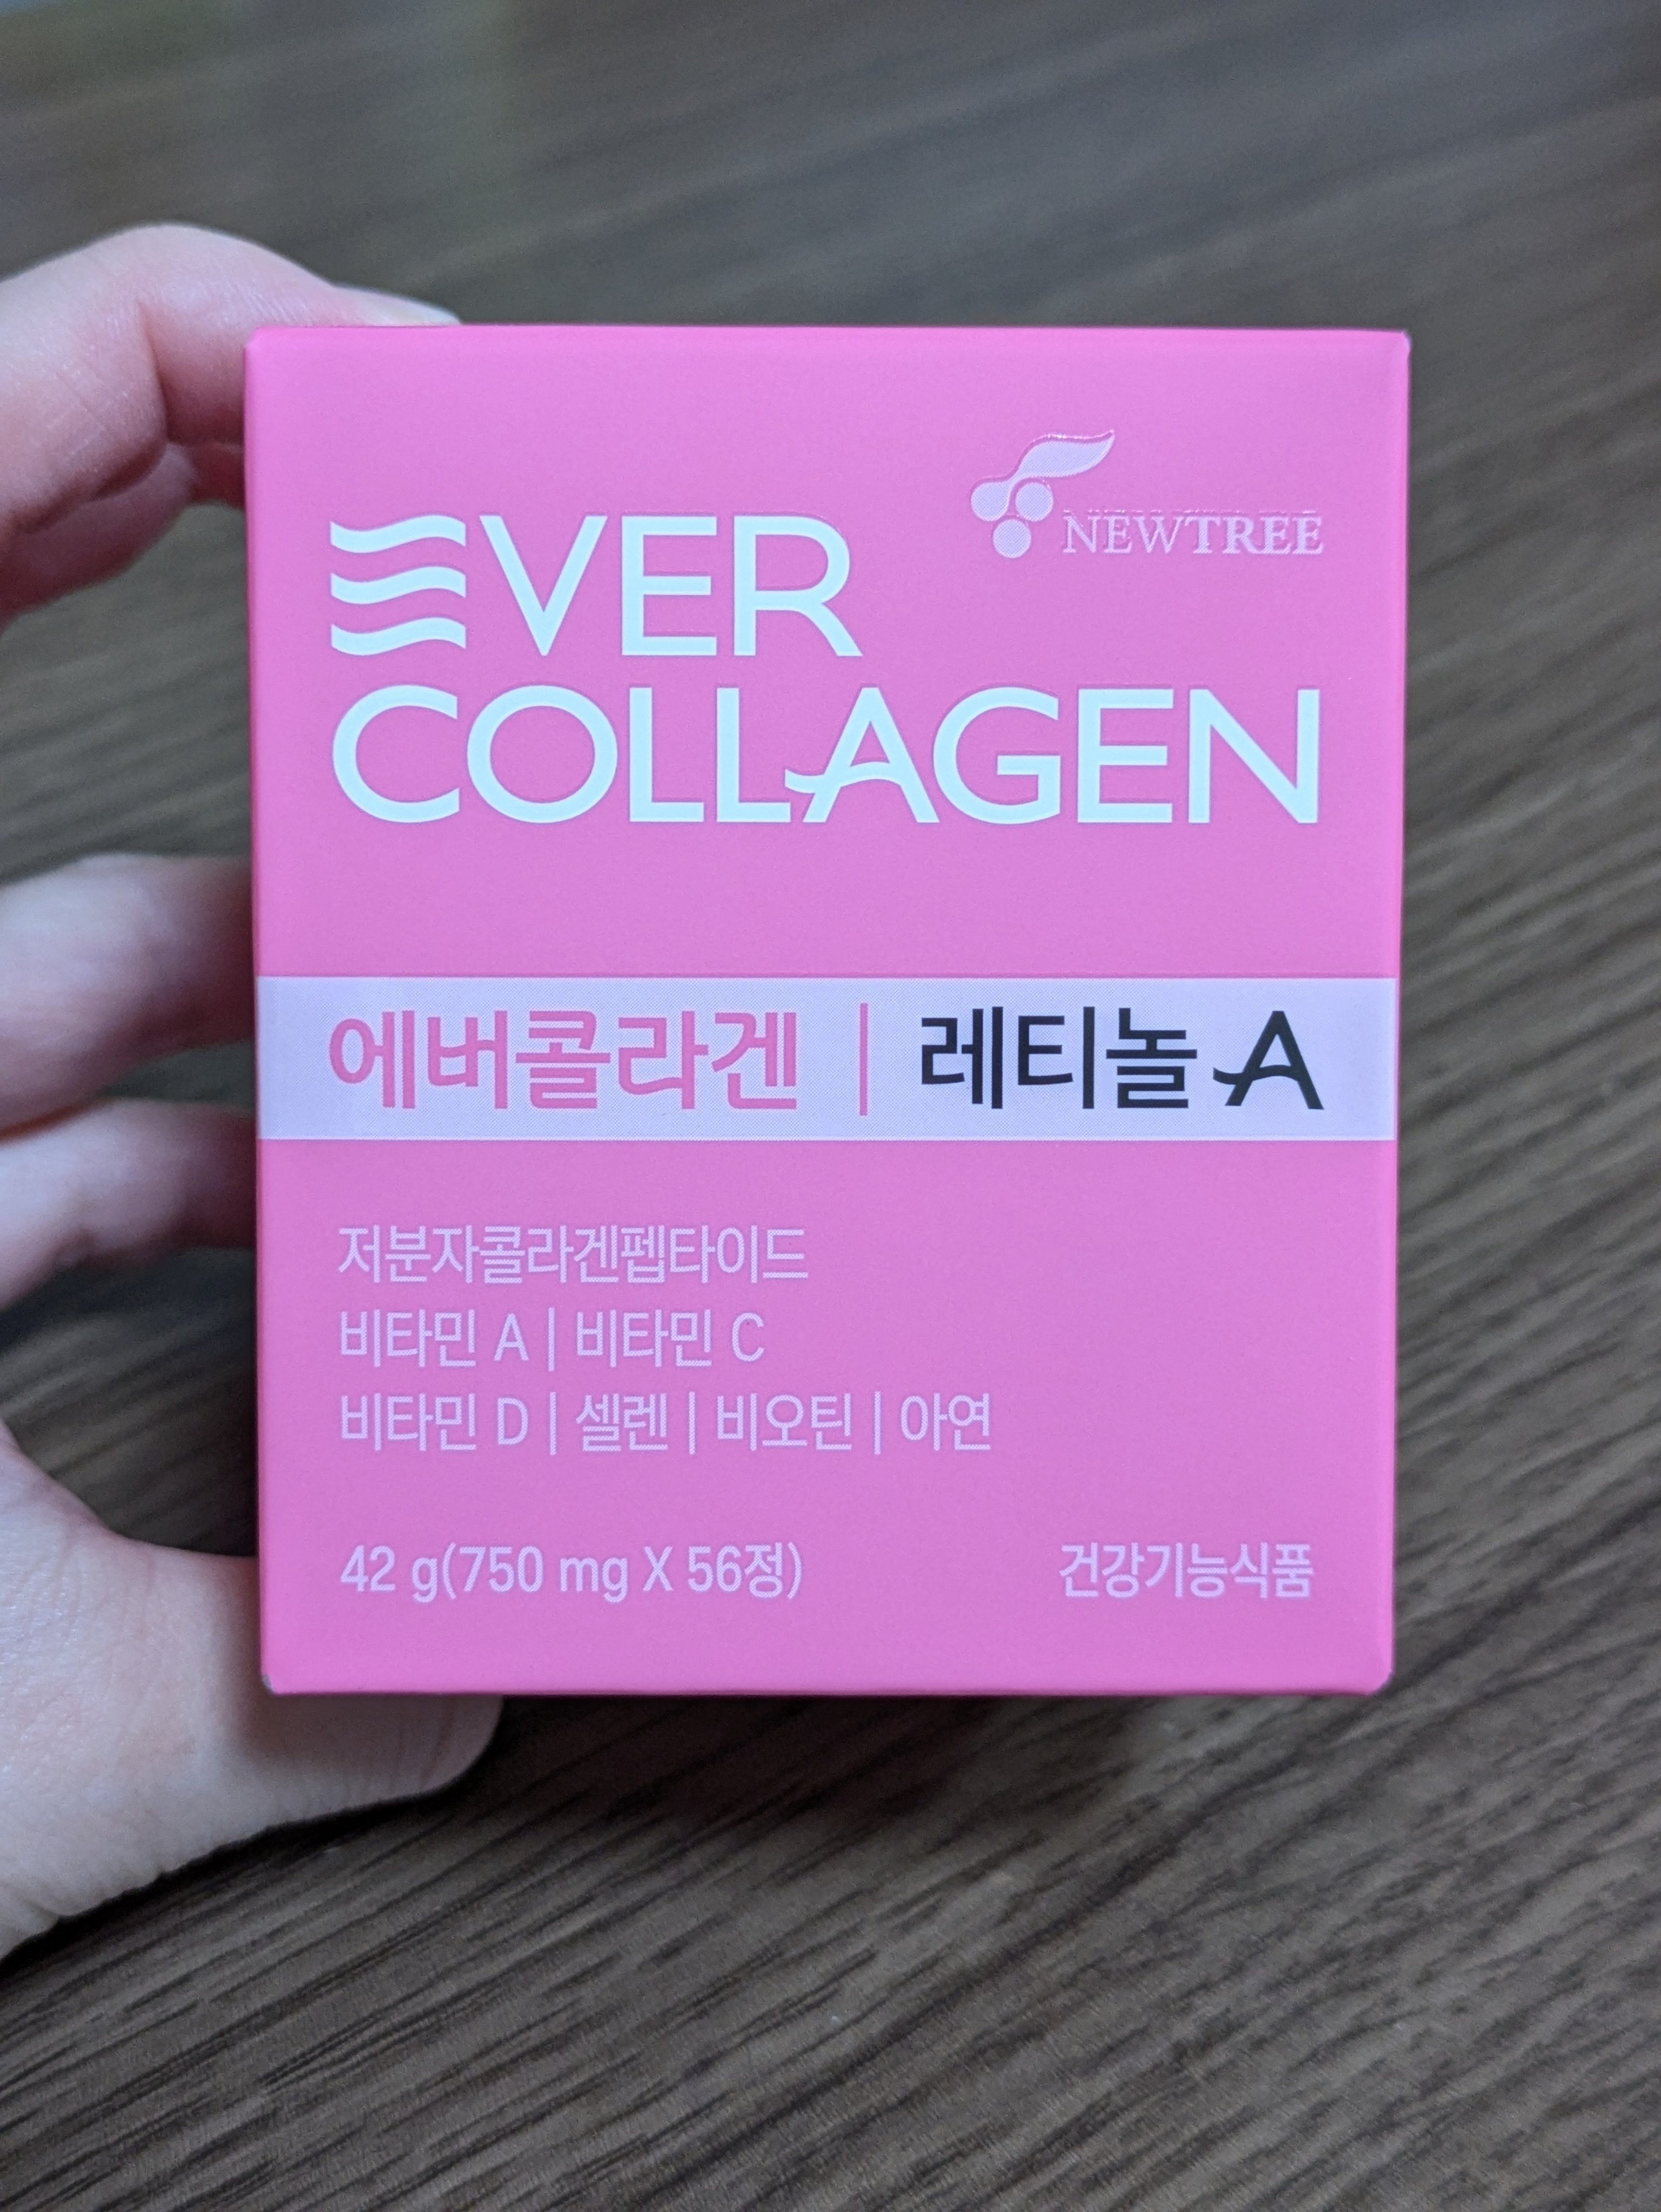 NEWTREE
EVER
COLLAGEN
에버콜라겐 | 레티놀 A
저분자콜라겐펩타이드
비타민 A | 비타민 C
비타민 D | 셀렌 | 비오틴 | 아연
42 g(750 mg X 56정)
건강기능식품